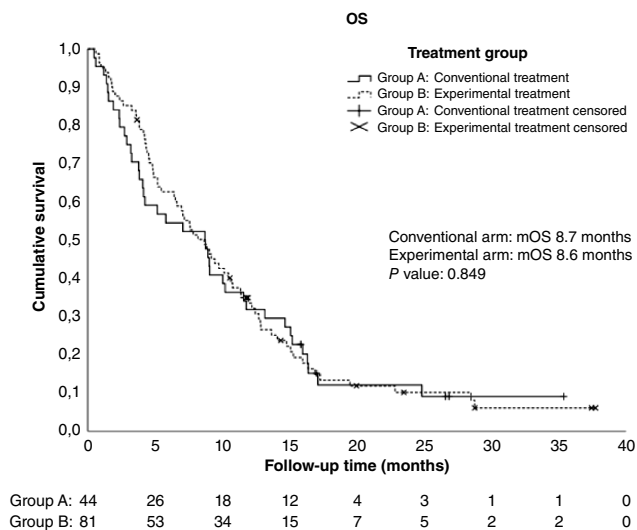 OS
Treatment group
Group A: Conventional treatment
Group B: Experimental treatment
Group A: Conventional treatment censored
Group B: Experimental treatment censored
Conventional arm: mOS 8.7 months
Experimental arm: mOS 8.6 months
P value: 0.849
Cumulative survival
1,0
0,9
0,8
0,7
0,6
0,5
0,4
0,3
0,2
0,1
0,0
0 5 10 15 20 25 30 35 40
Follow-up time (months)
Group A: 44 26 18 12 4 3 1 1 0
Group B: 81 53 34 15 7 5 2 2 0